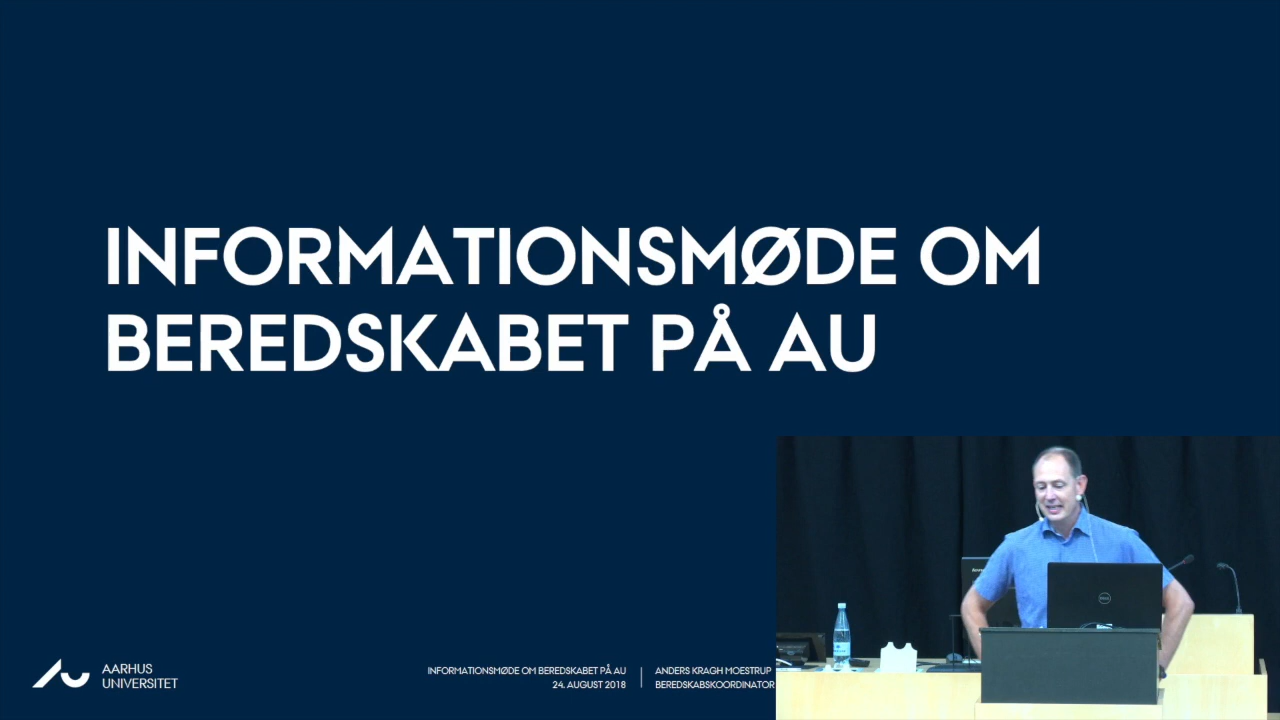 INFORMATIONSMØDE OM
BEREDSKABET PÅ AU
AARHUS
UNIVERSITET
INFORMATIONSMØDE OM BEREDSKABET PÅ AU
24. AUGUST 2018
ANDERS KRAGH MOESTRUP
BEREDSKABSKOORDINATOR
DELL